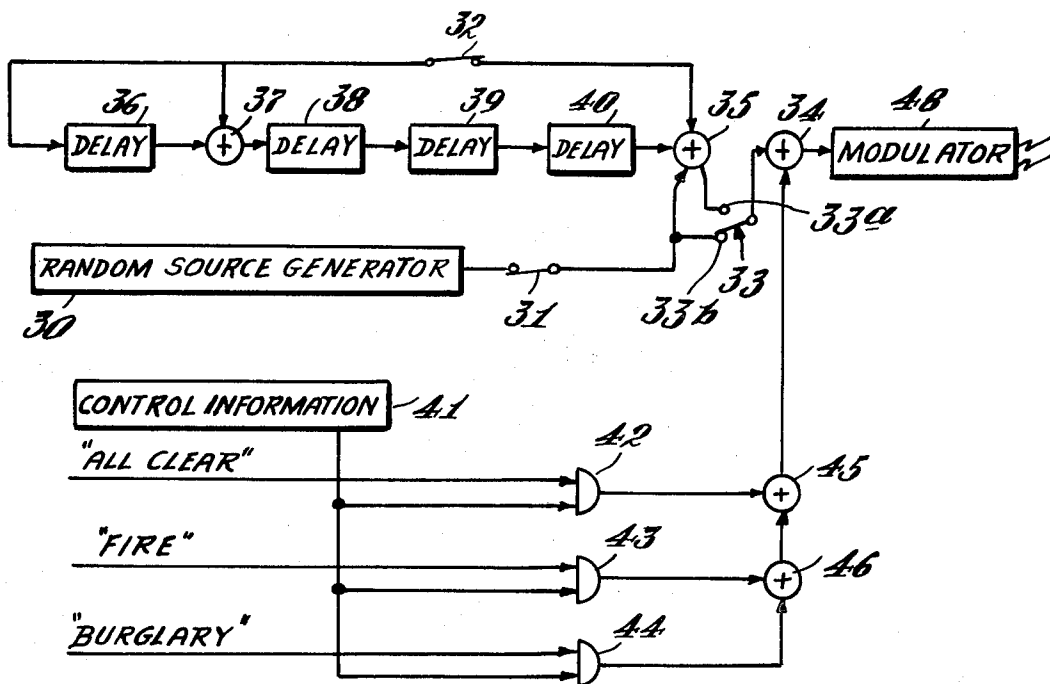 32
36
37
38
39
40
35
34
48
DELAY
+
DELAY
DELAY
DELAY
+
+
MODULATOR
33a
RANDOM SOURCE GENERATOR
30
31
33b
33
CONTROL INFORMATION
41
"ALL CLEAR"
42
+
45
"FIRE"
43
+
46
"BURGLARY"
44